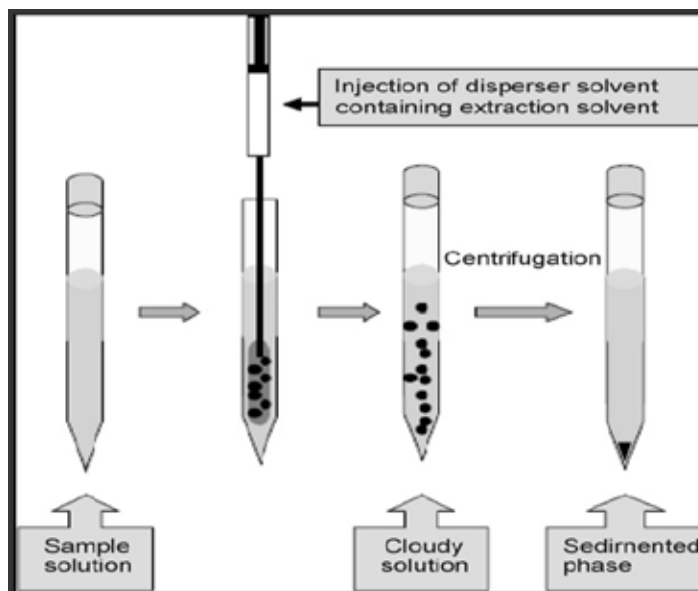 Injection of disperser solvent
containing extraction solvent
Centrifugation
Sample
solution
Cloudy
solution
Sedirnented
phase